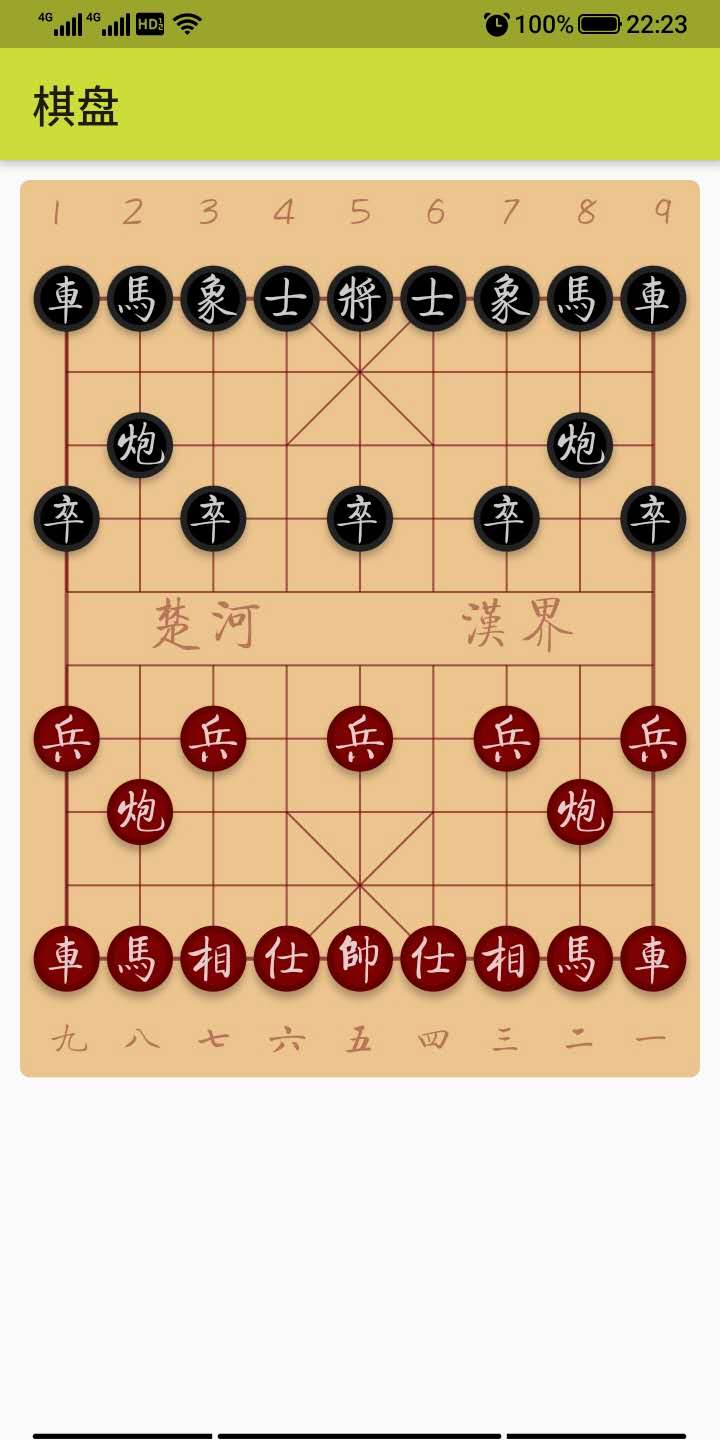 4G 4G HD 1 2 100% 22:23
棋盘
1 2 3 4 5 6 7 8 9
車 馬 象 士 將 士 象 馬 車
炮 炮
卒 卒 卒 卒 卒
楚河 漢界
兵 兵 兵 兵 兵
炮 炮
車 馬 相 仕 帥 仕 相 馬 車
九 八 七 六 五 四 三 二 一